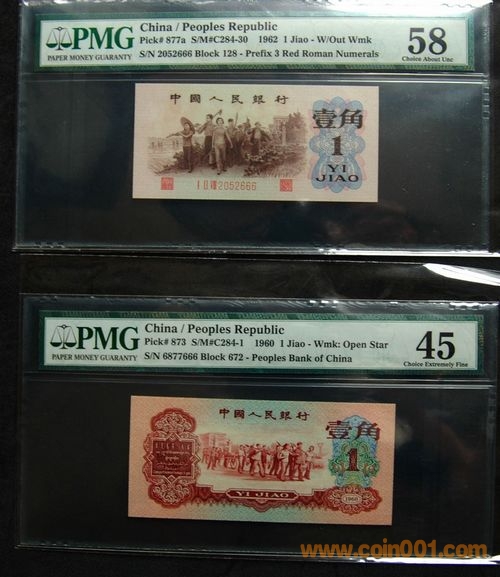 PMG
PAPER MONEY GUARANTY
China / Peoples Republic
Pick# 877a S/M#C284-30 1962 1 Jiao - W/Out Wmk
S/N 2052666 Block 128 - Prefix 3 Red Roman Numerals
58
Choice About Unc
中國人民銀行
壹角
1
YI
JIAO
I II VIII 2052666
PMG
PAPER MONEY GUARANTY
China / Peoples Republic
Pick# 873 S/M#C284-1 1960 1 Jiao - Wmk: Open Star
S/N 6877666 Block 672 - Peoples Bank of China
45
Choice Extremely Fine
中國人民銀行
壹角
1
YI JIAO
1960
www.coin001.com